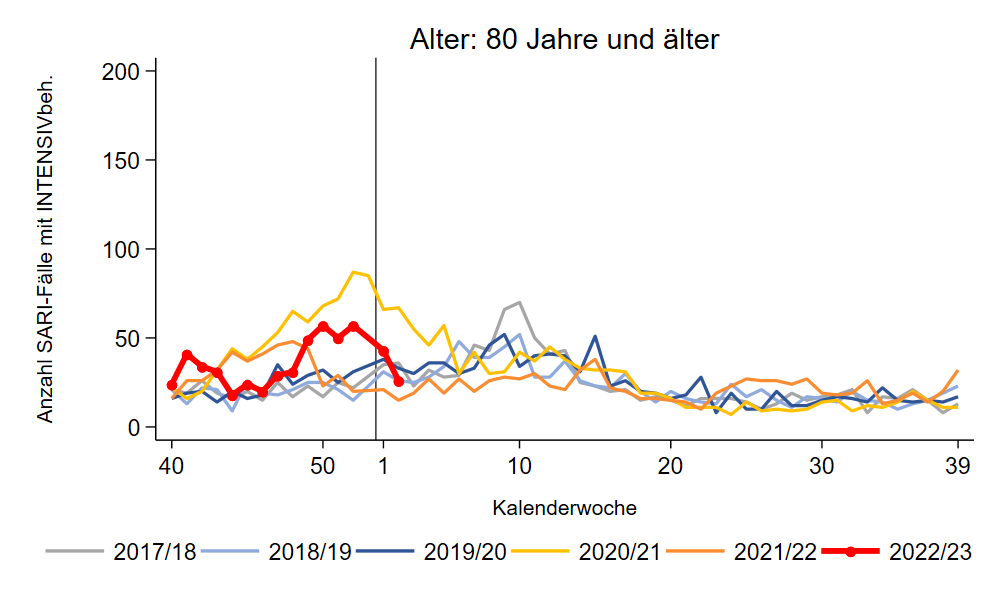 Alter: 80 Jahre und älter
Anzahl SARI-Fälle mit INTENSIVbeh.
200
150
100
50
0
40 50 1 10 20 30 39
Kalenderwoche
2017/18 2018/19 2019/20 2020/21 2021/22 2022/23